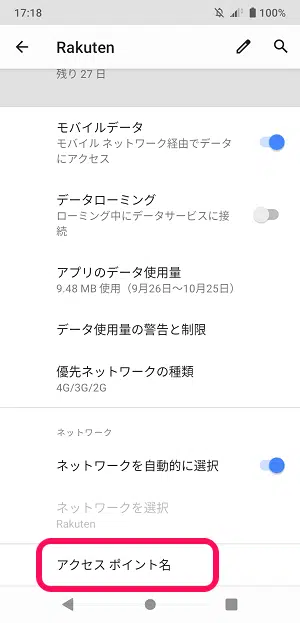 17:18
100%
Rakuten
残り 27 日
モバイルデータ
モバイル ネットワーク経由でデータ
にアクセス
データローミング
ローミング中にデータサービスに接
続
アプリのデータ使用量
9.48 MB 使用（9月26日〜10月25日）
データ使用量の警告と制限
優先ネットワークの種類
4G/3G/2G
ネットワーク
ネットワークを自動的に選択
ネットワークを選択
Rakuten
アクセス ポイント名